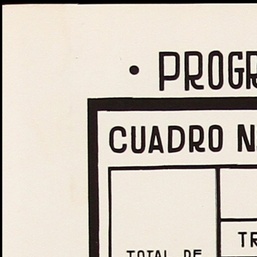 • PROGR
CUADRO N
TR
TOTAL DE